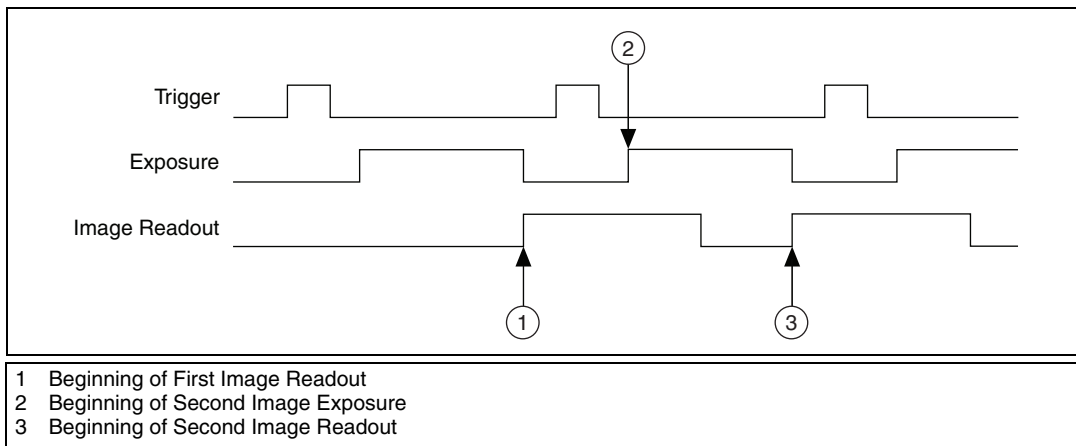 2
Trigger
Exposure
Image Readout
1
3
1 Beginning of First Image Readout
2 Beginning of Second Image Exposure
3 Beginning of Second Image Readout